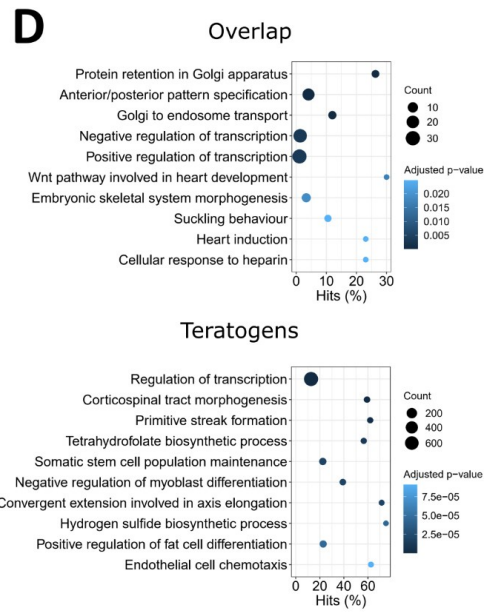 D
Overlap
Protein retention in Golgi apparatus
Anterior/posterior pattern specification
Golgi to endosome transport
Negative regulation of transcription
Positive regulation of transcription
Wnt pathway involved in heart development
Embryonic skeletal system morphogenesis
Suckling behaviour
Heart induction
Cellular response to heparin
0 10 20 30
Hits (%)
Count
10
20
30
Adjusted p-value
0.020
0.015
0.010
0.005
Teratogens
Regulation of transcription
Corticospinal tract morphogenesis
Primitive streak formation
Tetrahydrofolate biosynthetic process
Somatic stem cell population maintenance
Negative regulation of myoblast differentiation
Convergent extension involved in axis elongation
Hydrogen sulfide biosynthetic process
Positive regulation of fat cell differentiation
Endothelial cell chemotaxis
0 20 40 60
Hits (%)
Count
200
400
600
Adjusted p-value
7.5e-05
5.0e-05
2.5e-05